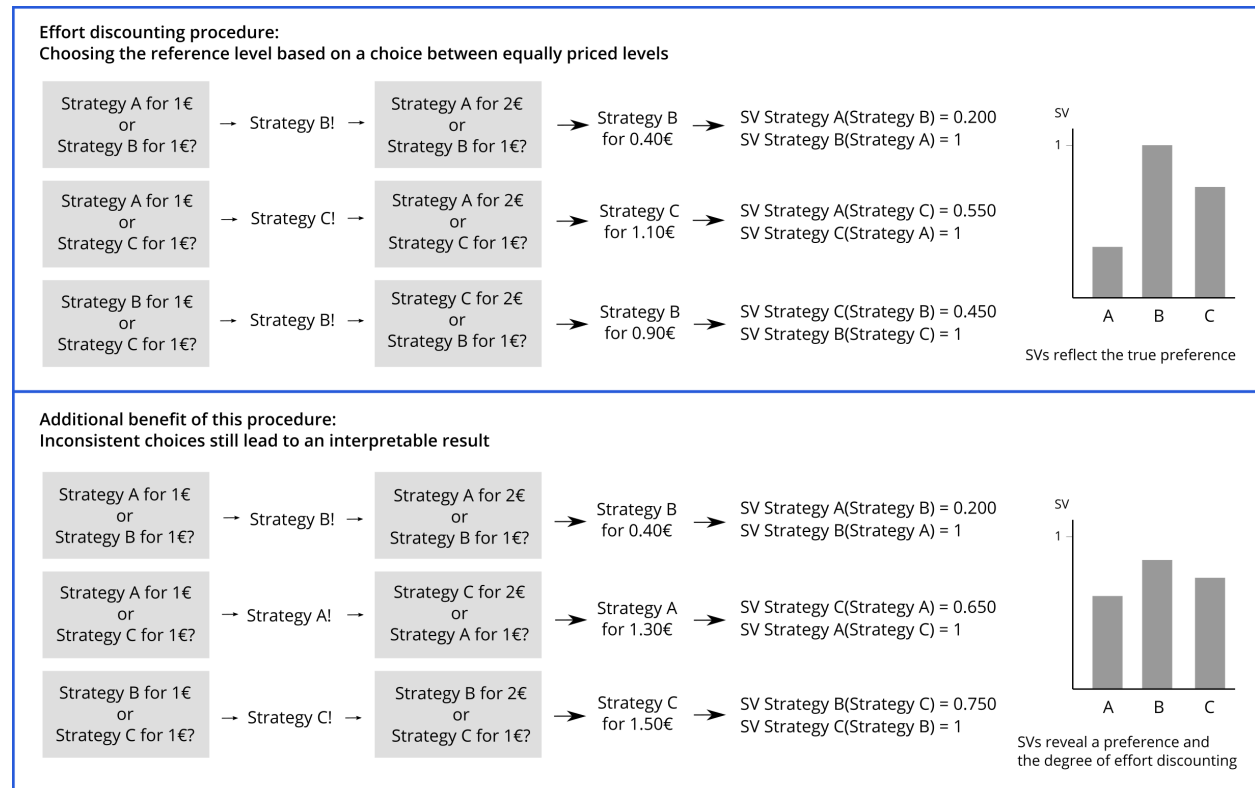 Effort discounting procedure:
Choosing the reference level based on a choice between equally priced levels
Strategy A for 1€
or
Strategy B for 1€?
Strategy B!
Strategy A for 2€
or
Strategy B for 1€?
Strategy B
for 0.40€
SV Strategy A(Strategy B) = 0.200
SV Strategy B(Strategy A) = 1
Strategy A for 1€
or
Strategy C for 1€?
Strategy C!
Strategy A for 2€
or
Strategy C for 1€?
Strategy C
for 1.10€
SV Strategy A(Strategy C) = 0.550
SV Strategy C(Strategy A) = 1
Strategy B for 1€
or
Strategy C for 1€?
Strategy B!
Strategy C for 2€
or
Strategy B for 1€?
Strategy B
for 0.90€
SV Strategy C(Strategy B) = 0.450
SV Strategy B(Strategy C) = 1
SV
1
A B C
SVs reflect the true preference
Additional benefit of this procedure:
Inconsistent choices still lead to an interpretable result
Strategy A for 1€
or
Strategy B for 1€?
Strategy B!
Strategy A for 2€
or
Strategy B for 1€?
Strategy B
for 0.40€
SV Strategy A(Strategy B) = 0.200
SV Strategy B(Strategy A) = 1
Strategy A for 1€
or
Strategy C for 1€?
Strategy A!
Strategy C for 2€
or
Strategy A for 1€?
Strategy A
for 1.30€
SV Strategy C(Strategy A) = 0.650
SV Strategy A(Strategy C) = 1
Strategy B for 1€
or
Strategy C for 1€?
Strategy C!
Strategy B for 2€
or
Strategy C for 1€?
Strategy C
for 1.50€
SV Strategy B(Strategy C) = 0.750
SV Strategy C(Strategy B) = 1
SV
1
A B C
SVs reveal a preference and
the degree of effort discounting